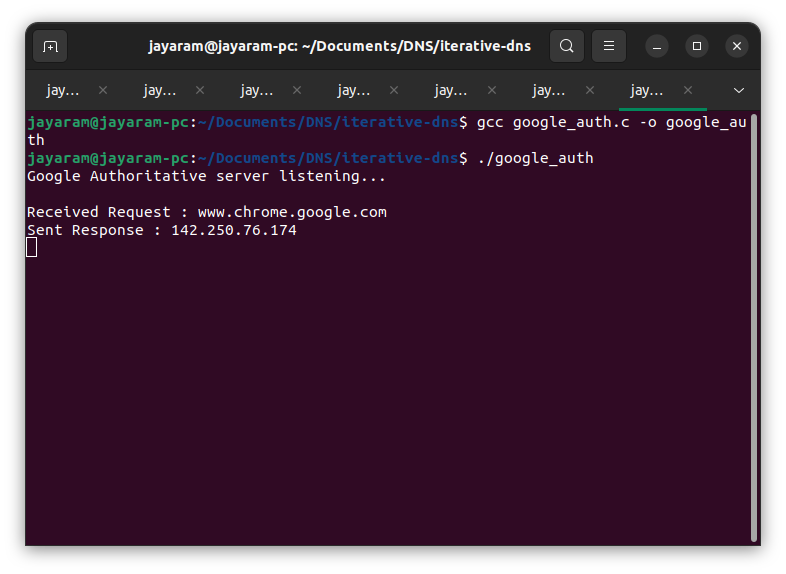 jayaram@jayaram-pc: ~/Documents/DNS/iterative-dns
jay... jay... jay... jay... jay... jay... jay...
jayaram@jayaram-pc:~/Documents/DNS/iterative-dns$ gcc google_auth.c -o google_au
th
jayaram@jayaram-pc:~/Documents/DNS/iterative-dns$ ./google_auth
Google Authoritative server listening...
Received Request : www.chrome.google.com
Sent Response : 142.250.76.174